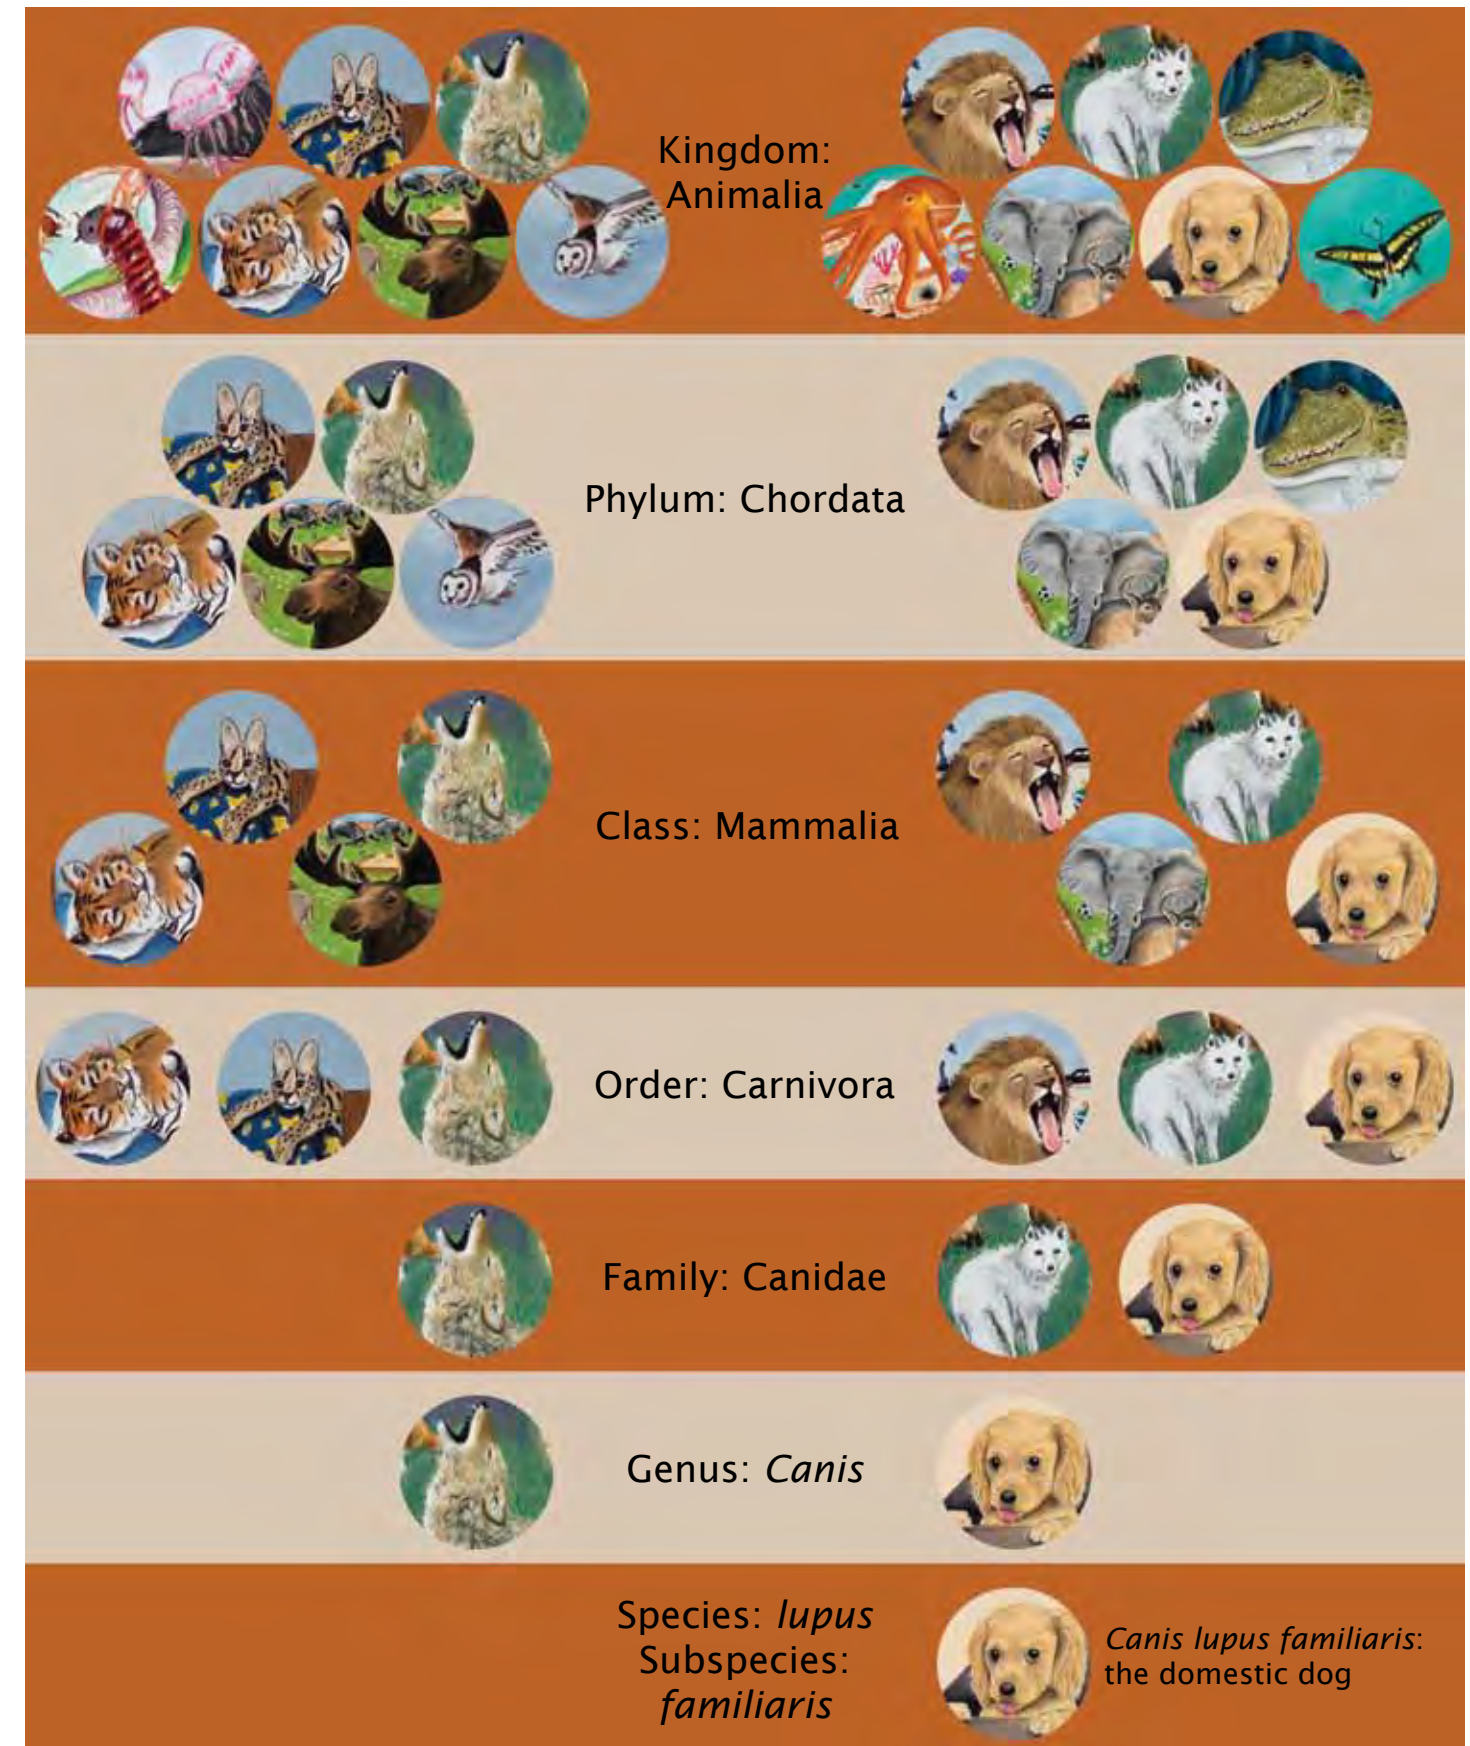 Kingdom:
Animalia
Phylum: Chordata
Class: Mammalia
Order: Carnivora
Family: Canidae
Genus: Canis
Species: lupus
Subspecies:
familiaris
Canis lupus familiaris:
the domestic dog